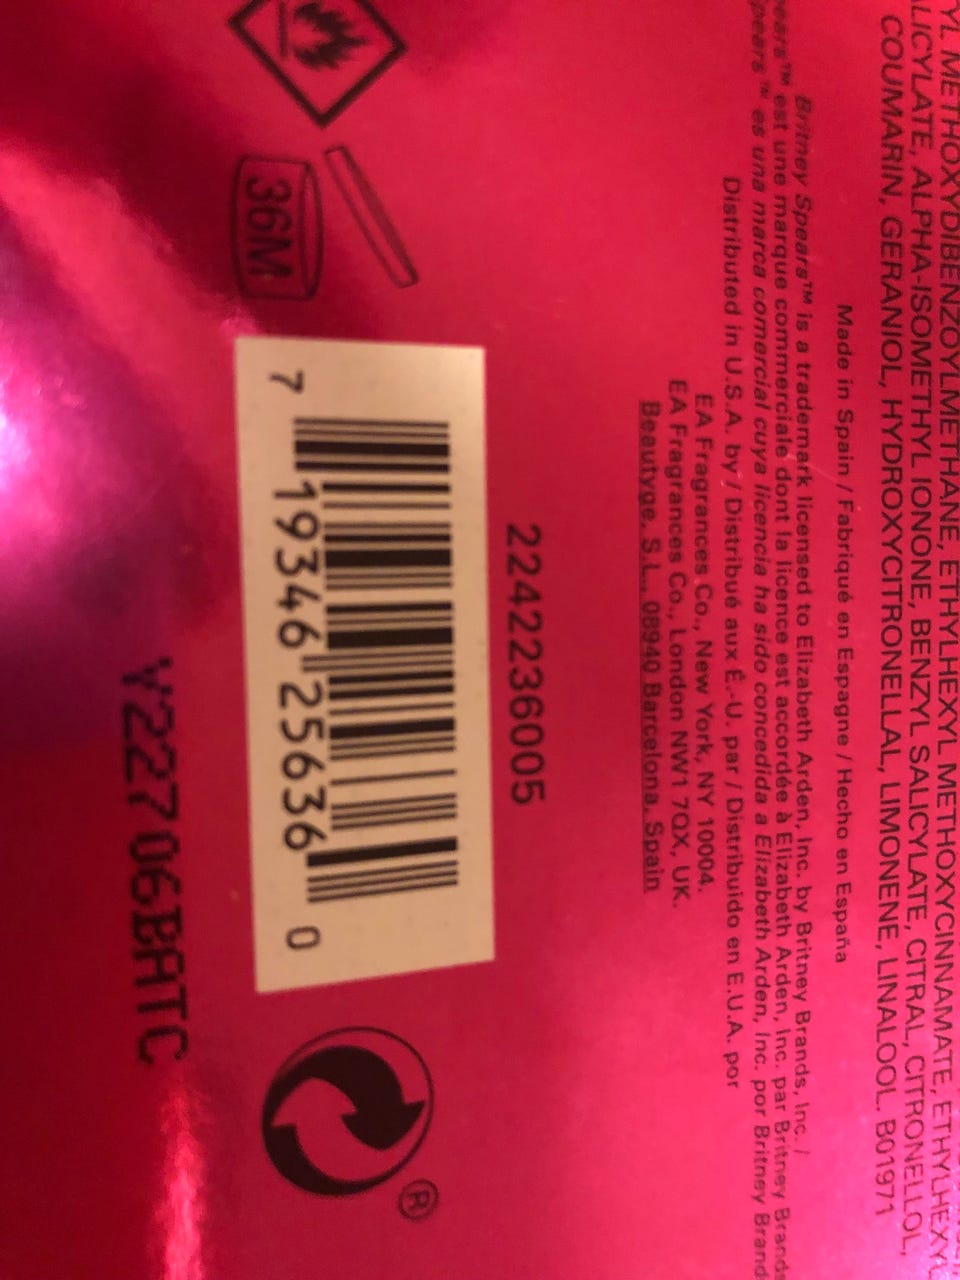 YL METHOXYDIBENZOYLMETHANE, ETHYLHEXYL METHOXYCINNAMATE, ETHYLHEXYL
ALICYLATE, ALPHA-ISOMETHYL IONONE, BENZYL SALICYLATE, CITRAL, CITRONELLOL,
COUMARIN, GERANIOL, HYDROXYCITRONELLAL, LIMONENE, LINALOOL. B01971
Made in Spain / Fabriqué en Espagne / Hecho en España
Britney Spears™ is a trademark licensed to Elizabeth Arden, Inc. by Britney Brands, Inc. /
pears™ est une marque commerciale dont la licence est accordée à Elizabeth Arden, Inc. par Britney Brands
Spears™ es una marca comercial cuya licencia ha sido concedida a Elizabeth Arden, Inc. por Britney Brand
Distributed in U.S.A. by / Distribué aux É.-U. par / Distribuido en E.U.A. por
EA Fragrances Co., New York, NY 10004.
EA Fragrances Co., London NW1 7QX, UK.
Beautyge, S.L., 08940 Barcelona, Spain
2242236005
36M
7 19346 25636 0
®
Y227 06BATC